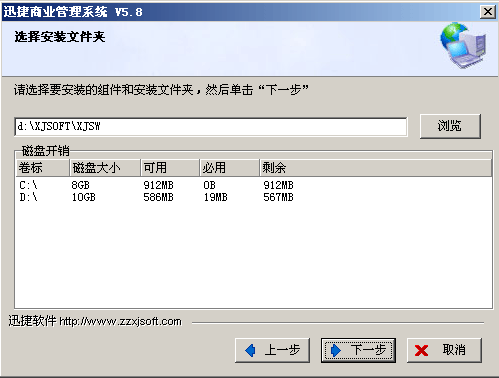 迅捷商业管理系统 V5.8
选择安装文件夹
请选择要安装的组件和安装文件夹，然后单击“下一步”
d:\XJSOFT\XJSW
浏览
磁盘开销
卷标 磁盘大小 可用 必用 剩余
C:\ 8GB 912MB 0B 912MB
D:\ 10GB 586MB 19MB 567MB
迅捷软件 http://www.zzxjsoft.com
上一步 下一步 取消